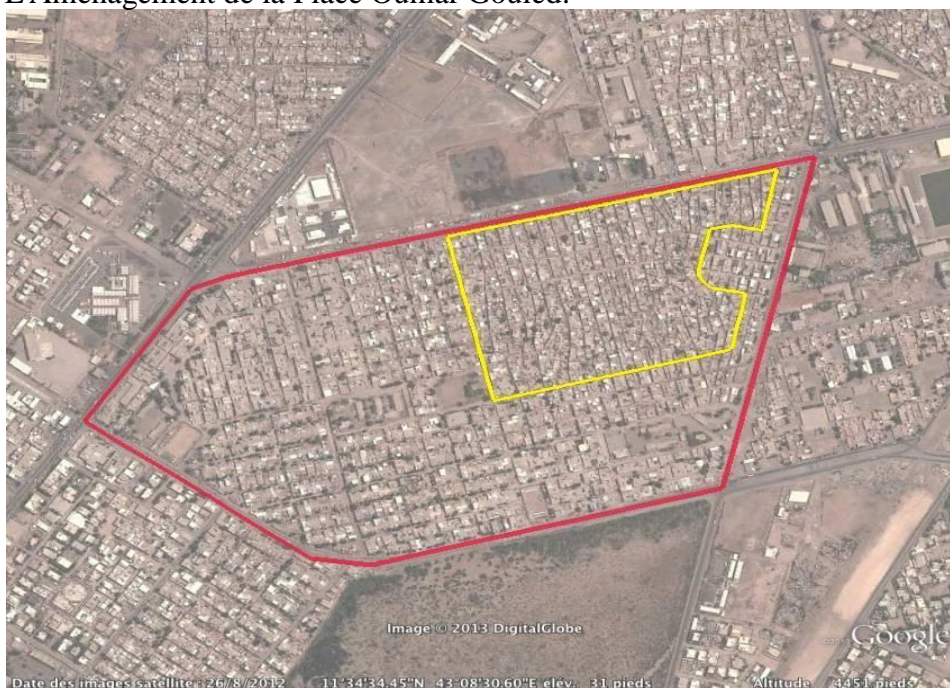 L'Aménagement de la Place Oumar Gouled.
Image © 2013 DigitalGlobe
Google
Date des images satellite : 26/8/2012 11°34'34.45"N 43°08'30.60"E élév. 31 pieds Altitude 4451 pieds